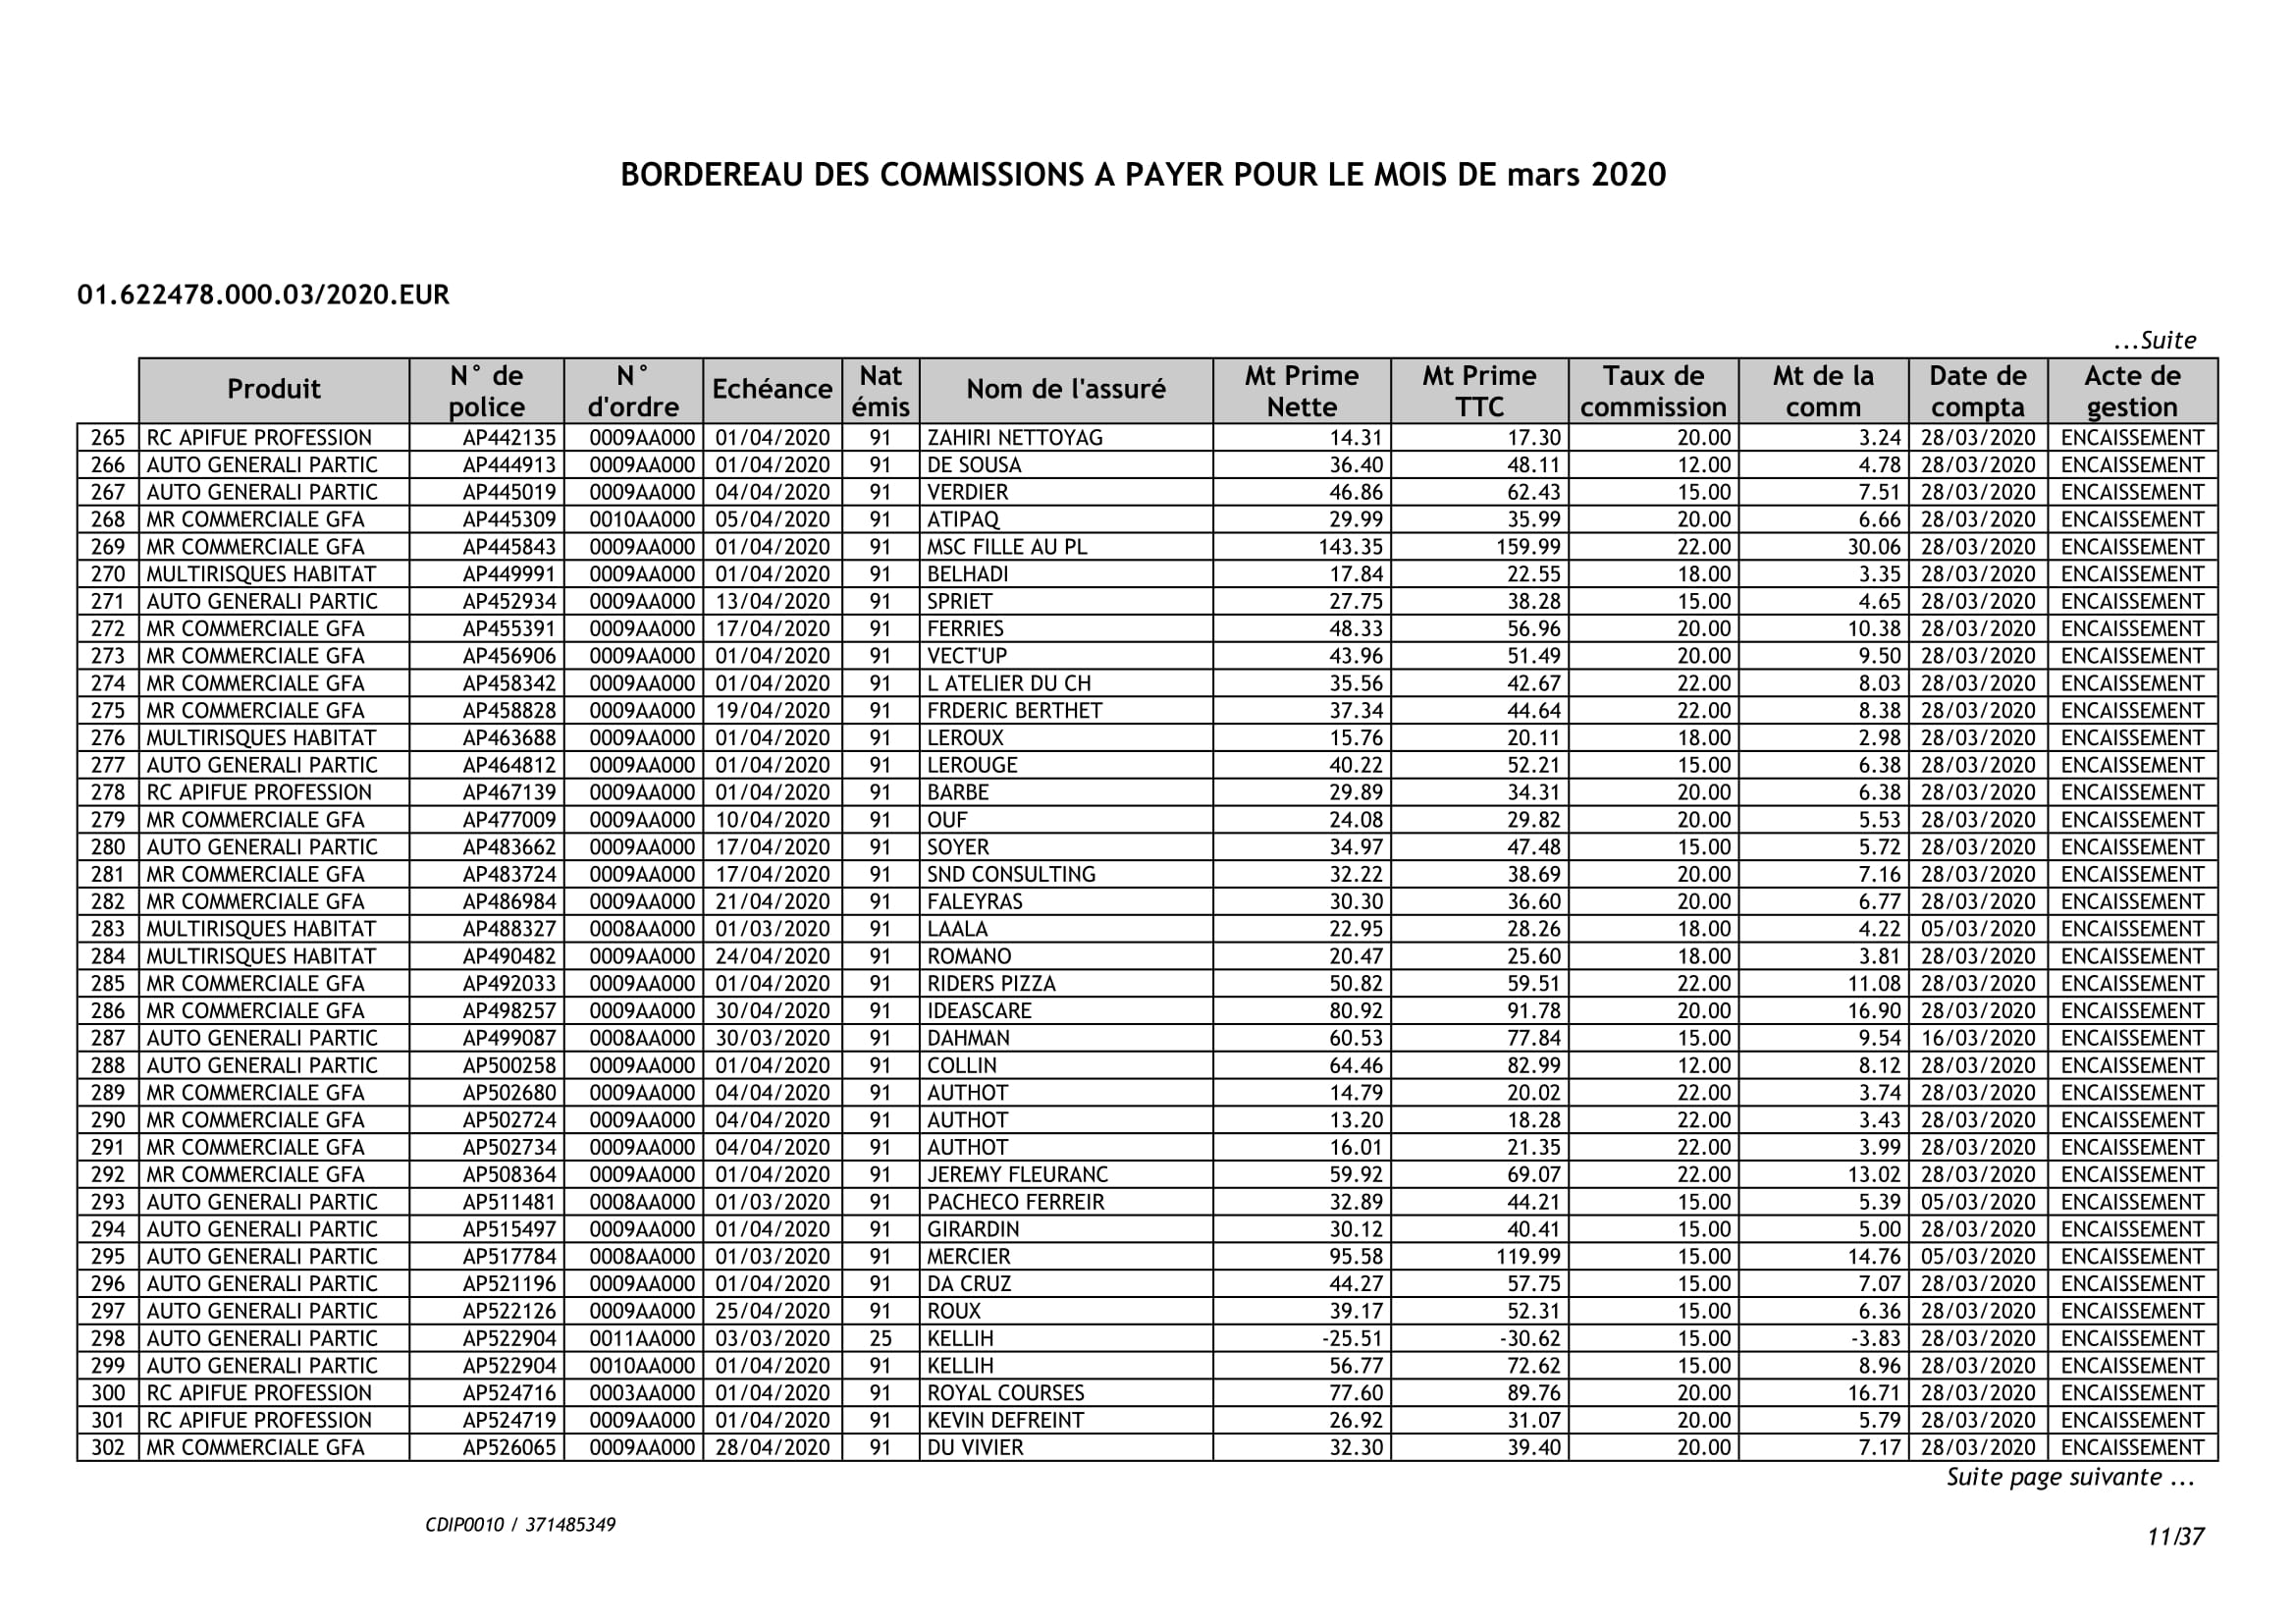 BORDEREAU DES COMMISSIONS A PAYER POUR LE MOIS DE mars 2020
01.622478.000.03/2020.EUR
...Suite
Produit N° de police N° d'ordre Echéance Nat émis Nom de l'assuré Mt Prime Nette Mt Prime TTC Taux de commission Mt de la comm Date de compta Acte de gestion
265 RC APIFUE PROFESSION AP442135 0009AA000 01/04/2020 91 ZAHIRI NETTOYAG 14.31 17.30 20.00 3.24 28/03/2020 ENCAISSEMENT
266 AUTO GENERALI PARTIC AP444913 0009AA000 01/04/2020 91 DE SOUSA 36.40 48.11 12.00 4.78 28/03/2020 ENCAISSEMENT
267 AUTO GENERALI PARTIC AP445019 0009AA000 04/04/2020 91 VERDIER 46.86 62.43 15.00 7.51 28/03/2020 ENCAISSEMENT
268 MR COMMERCIALE GFA AP445309 0010AA000 05/04/2020 91 ATIPAQ 29.99 35.99 20.00 6.66 28/03/2020 ENCAISSEMENT
269 MR COMMERCIALE GFA AP445843 0009AA000 01/04/2020 91 MSC FILLE AU PL 143.35 159.99 22.00 30.06 28/03/2020 ENCAISSEMENT
270 MULTIRISQUES HABITAT AP449991 0009AA000 01/04/2020 91 BELHADI 17.84 22.55 18.00 3.35 28/03/2020 ENCAISSEMENT
271 AUTO GENERALI PARTIC AP452934 0009AA000 13/04/2020 91 SPRIET 27.75 38.28 15.00 4.65 28/03/2020 ENCAISSEMENT
272 MR COMMERCIALE GFA AP455391 0009AA000 17/04/2020 91 FERRIES 48.33 56.96 20.00 10.38 28/03/2020 ENCAISSEMENT
273 MR COMMERCIALE GFA AP456906 0009AA000 01/04/2020 91 VECT'UP 43.96 51.49 20.00 9.50 28/03/2020 ENCAISSEMENT
274 MR COMMERCIALE GFA AP458342 0009AA000 01/04/2020 91 L ATELIER DU CH 35.56 42.67 22.00 8.03 28/03/2020 ENCAISSEMENT
275 MR COMMERCIALE GFA AP458828 0009AA000 19/04/2020 91 FRDERIC BERTHET 37.34 44.64 22.00 8.38 28/03/2020 ENCAISSEMENT
276 MULTIRISQUES HABITAT AP463688 0009AA000 01/04/2020 91 LEROUX 15.76 20.11 18.00 2.98 28/03/2020 ENCAISSEMENT
277 AUTO GENERALI PARTIC AP464812 0009AA000 01/04/2020 91 LEROUGE 40.22 52.21 15.00 6.38 28/03/2020 ENCAISSEMENT
278 RC APIFUE PROFESSION AP467139 0009AA000 01/04/2020 91 BARBE 29.89 34.31 20.00 6.38 28/03/2020 ENCAISSEMENT
279 MR COMMERCIALE GFA AP477009 0009AA000 10/04/2020 91 OUF 24.08 29.82 20.00 5.53 28/03/2020 ENCAISSEMENT
280 AUTO GENERALI PARTIC AP483662 0009AA000 17/04/2020 91 SOYER 34.97 47.48 15.00 5.72 28/03/2020 ENCAISSEMENT
281 MR COMMERCIALE GFA AP483724 0009AA000 17/04/2020 91 SND CONSULTING 32.22 38.69 20.00 7.16 28/03/2020 ENCAISSEMENT
282 MR COMMERCIALE GFA AP486984 0009AA000 21/04/2020 91 FALEYRAS 30.30 36.60 20.00 6.77 28/03/2020 ENCAISSEMENT
283 MULTIRISQUES HABITAT AP488327 0008AA000 01/03/2020 91 LAALA 22.95 28.26 18.00 4.22 05/03/2020 ENCAISSEMENT
284 MULTIRISQUES HABITAT AP490482 0009AA000 24/04/2020 91 ROMANO 20.47 25.60 18.00 3.81 28/03/2020 ENCAISSEMENT
285 MR COMMERCIALE GFA AP492033 0009AA000 01/04/2020 91 RIDERS PIZZA 50.82 59.51 22.00 11.08 28/03/2020 ENCAISSEMENT
286 MR COMMERCIALE GFA AP498257 0009AA000 30/04/2020 91 IDEASCARE 80.92 91.78 20.00 16.90 28/03/2020 ENCAISSEMENT
287 AUTO GENERALI PARTIC AP499087 0008AA000 30/03/2020 91 DAHMAN 60.53 77.84 15.00 9.54 16/03/2020 ENCAISSEMENT
288 AUTO GENERALI PARTIC AP500258 0009AA000 01/04/2020 91 COLLIN 64.46 82.99 12.00 8.12 28/03/2020 ENCAISSEMENT
289 MR COMMERCIALE GFA AP502680 0009AA000 04/04/2020 91 AUTHOT 14.79 20.02 22.00 3.74 28/03/2020 ENCAISSEMENT
290 MR COMMERCIALE GFA AP502724 0009AA000 04/04/2020 91 AUTHOT 13.20 18.28 22.00 3.43 28/03/2020 ENCAISSEMENT
291 MR COMMERCIALE GFA AP502734 0009AA000 04/04/2020 91 AUTHOT 16.01 21.35 22.00 3.99 28/03/2020 ENCAISSEMENT
292 MR COMMERCIALE GFA AP508364 0009AA000 01/04/2020 91 JEREMY FLEURANC 59.92 69.07 22.00 13.02 28/03/2020 ENCAISSEMENT
293 AUTO GENERALI PARTIC AP511481 0008AA000 01/03/2020 91 PACHECO FERREIR 32.89 44.21 15.00 5.39 05/03/2020 ENCAISSEMENT
294 AUTO GENERALI PARTIC AP515497 0009AA000 01/04/2020 91 GIRARDIN 30.12 40.41 15.00 5.00 28/03/2020 ENCAISSEMENT
295 AUTO GENERALI PARTIC AP517784 0008AA000 01/03/2020 91 MERCIER 95.58 119.99 15.00 14.76 05/03/2020 ENCAISSEMENT
296 AUTO GENERALI PARTIC AP521196 0009AA000 01/04/2020 91 DA CRUZ 44.27 57.75 15.00 7.07 28/03/2020 ENCAISSEMENT
297 AUTO GENERALI PARTIC AP522126 0009AA000 25/04/2020 91 ROUX 39.17 52.31 15.00 6.36 28/03/2020 ENCAISSEMENT
298 AUTO GENERALI PARTIC AP522904 0011AA000 03/03/2020 25 KELLIH -25.51 -30.62 15.00 -3.83 28/03/2020 ENCAISSEMENT
299 AUTO GENERALI PARTIC AP522904 0010AA000 01/04/2020 91 KELLIH 56.77 72.62 15.00 8.96 28/03/2020 ENCAISSEMENT
300 RC APIFUE PROFESSION AP524716 0003AA000 01/04/2020 91 ROYAL COURSES 77.60 89.76 20.00 16.71 28/03/2020 ENCAISSEMENT
301 RC APIFUE PROFESSION AP524719 0009AA000 01/04/2020 91 KEVIN DEFREINT 26.92 31.07 20.00 5.79 28/03/2020 ENCAISSEMENT
302 MR COMMERCIALE GFA AP526065 0009AA000 28/04/2020 91 DU VIVIER 32.30 39.40 20.00 7.17 28/03/2020 ENCAISSEMENT
Suite page suivante ...
CDIP0010 / 371485349
11/37